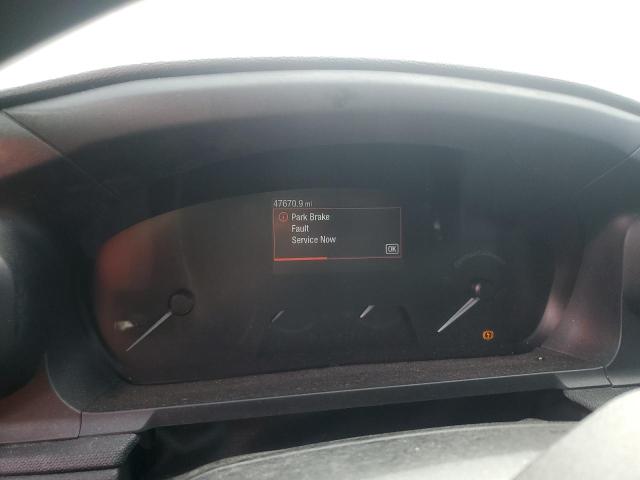 47670.9 mi
Park Brake
Fault
Service Now
OK